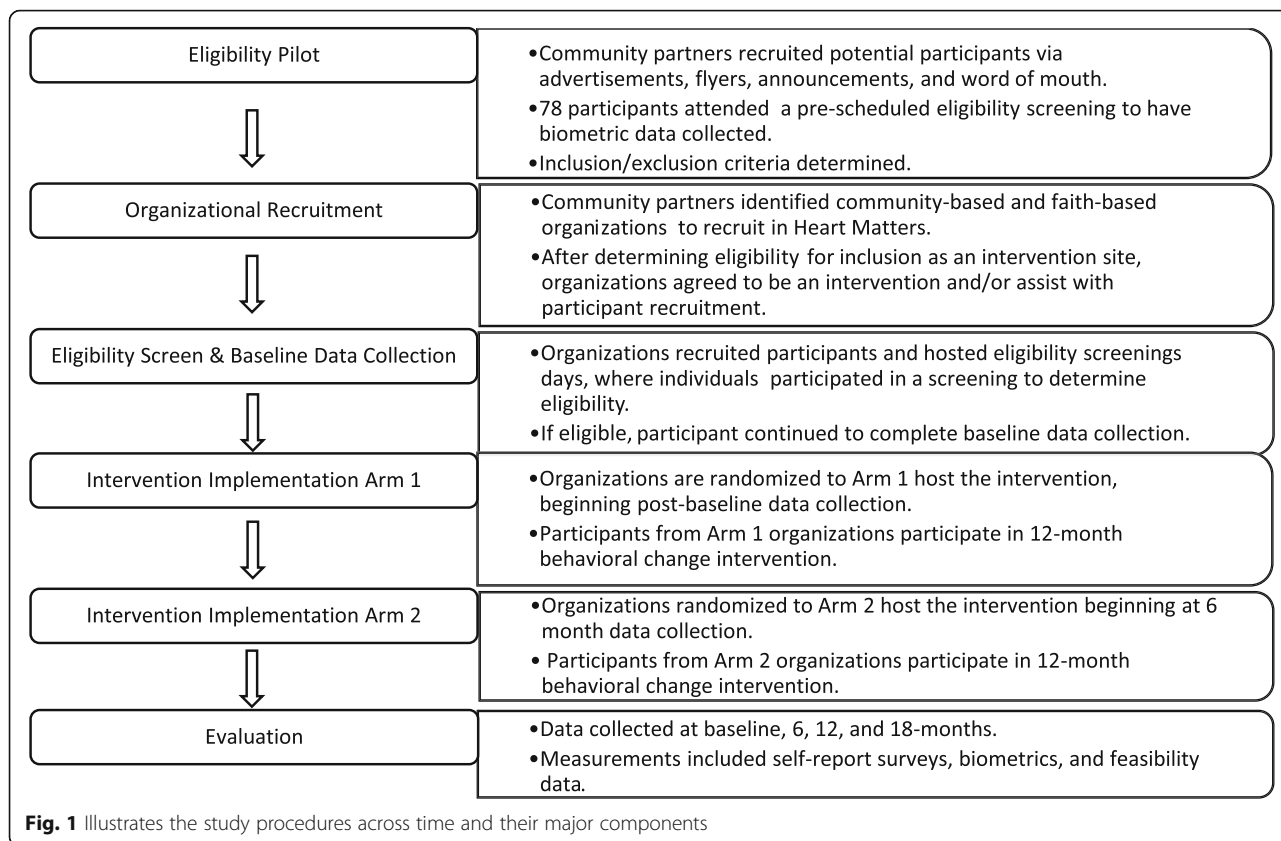 Eligibility Pilot
•Community partners recruited potential participants via
advertisements, flyers, announcements, and word of mouth.
•78 participants attended a pre-scheduled eligibility screening to have
biometric data collected.
•Inclusion/exclusion criteria determined.
Organizational Recruitment
•Community partners identified community-based and faith-based
organizations to recruit in Heart Matters.
•After determining eligibility for inclusion as an intervention site,
organizations agreed to be an intervention and/or assist with
participant recruitment.
Eligibility Screen & Baseline Data Collection
•Organizations recruited participants and hosted eligibility screenings
days, where individuals participated in a screening to determine
eligibility.
•If eligible, participant continued to complete baseline data collection.
Intervention Implementation Arm 1
•Organizations are randomized to Arm 1 host the intervention,
beginning post-baseline data collection.
•Participants from Arm 1 organizations participate in 12-month
behavioral change intervention.
Intervention Implementation Arm 2
•Organizations randomized to Arm 2 host the intervention beginning at 6
month data collection.
• Participants from Arm 2 organizations participate in 12-month
behavioral change intervention.
Evaluation
•Data collected at baseline, 6, 12, and 18-months.
•Measurements included self-report surveys, biometrics, and feasibility
data.
Fig. 1 Illustrates the study procedures across time and their major components